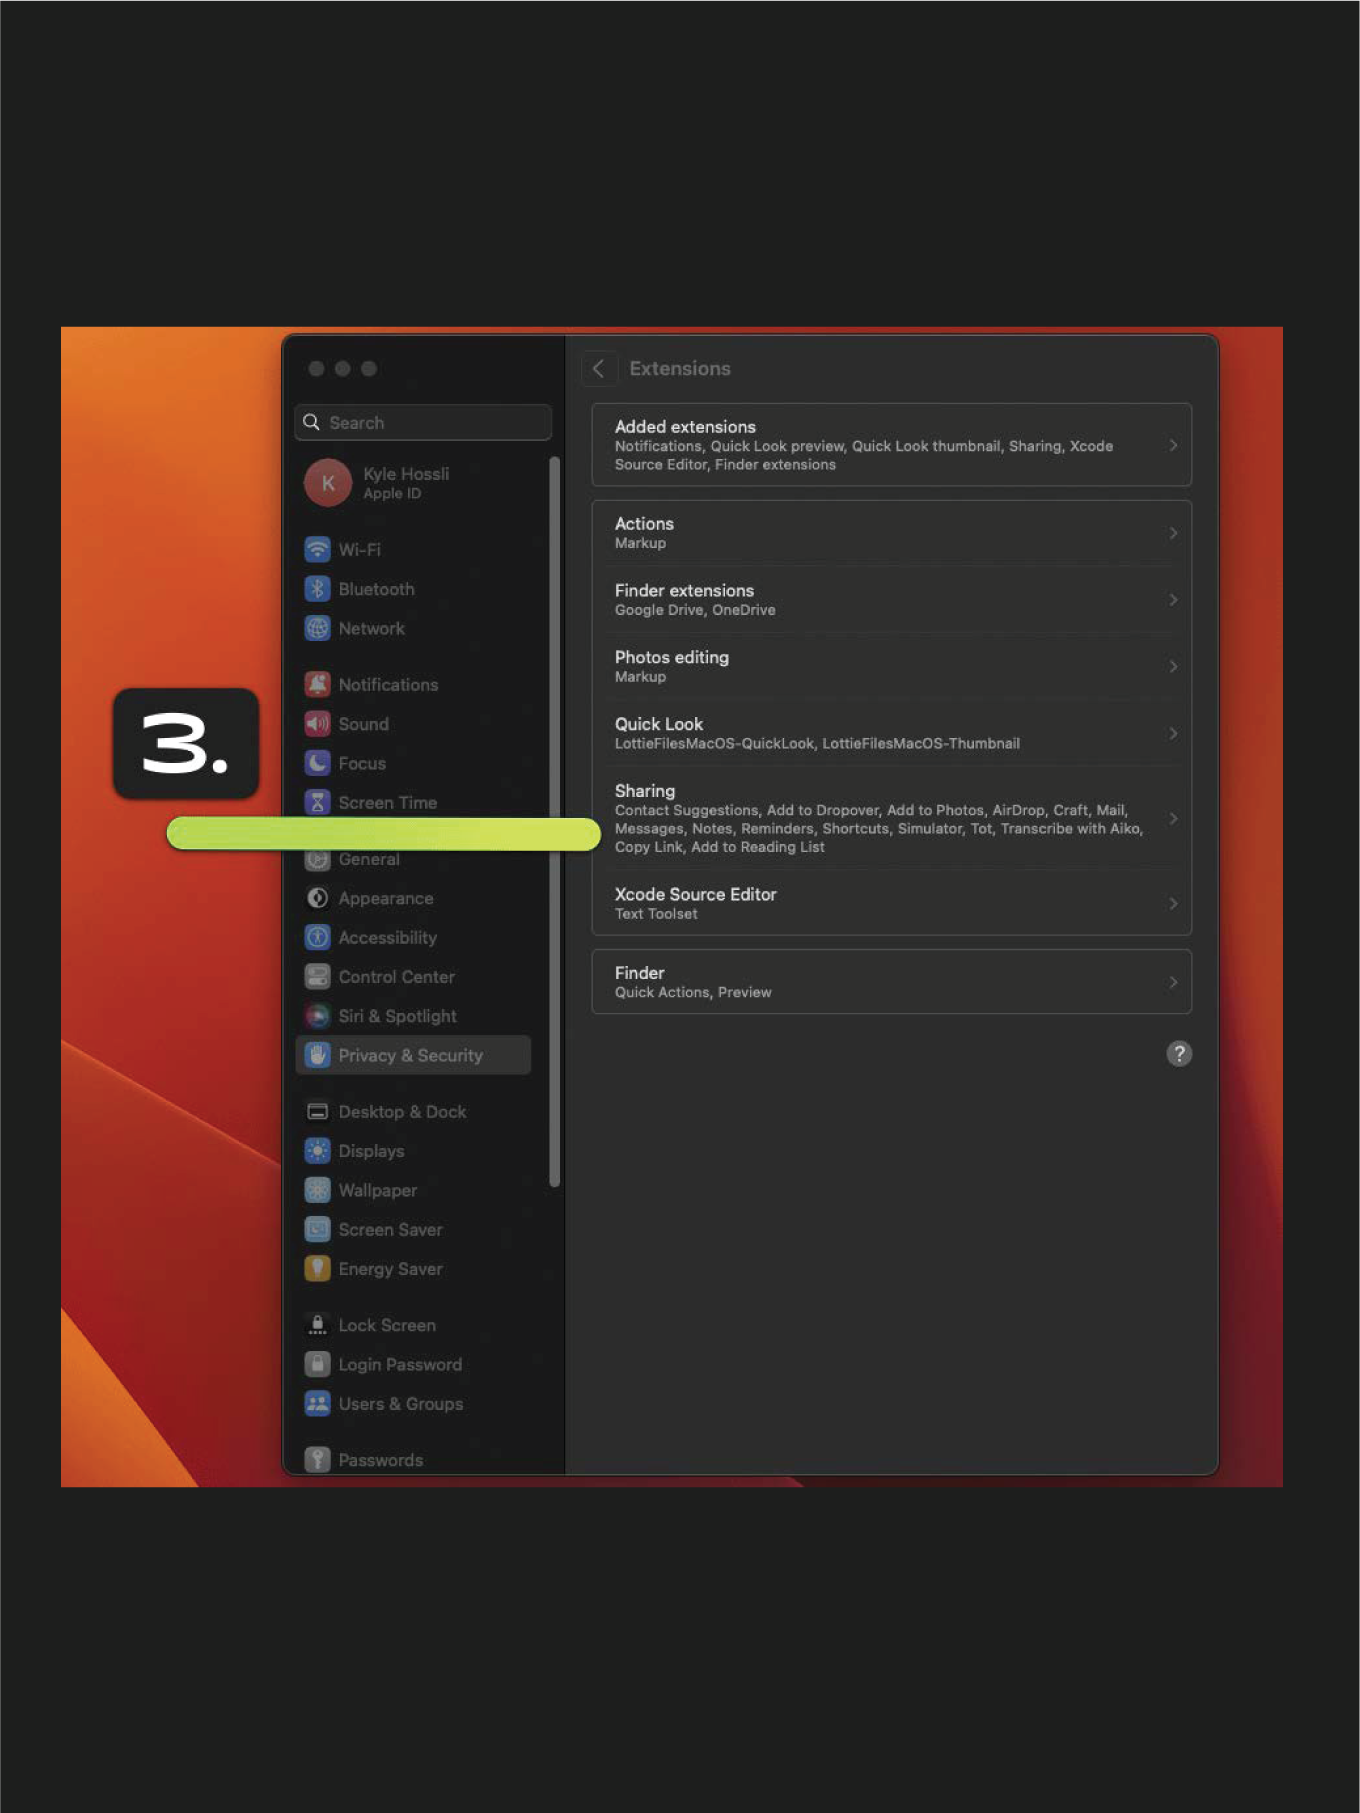 Extensions
Search
Kyle Hossli
Apple ID
K
Wi-Fi
Bluetooth
Network
Notifications
Sound
Focus
Screen Time
General
Appearance
Accessibility
Control Center
Siri & Spotlight
Privacy & Security
Desktop & Dock
Displays
Wallpaper
Screen Saver
Energy Saver
Lock Screen
Login Password
Users & Groups
Passwords
3.
Added extensions
Notifications, Quick Look preview, Quick Look thumbnail, Sharing, Xcode
Source Editor, Finder extensions
Actions
Markup
Finder extensions
Google Drive, OneDrive
Photos editing
Markup
Quick Look
LottieFilesMacOS-QuickLook, LottieFilesMacOS-Thumbnail
Sharing
Contact Suggestions, Add to Dropover, Add to Photos, AirDrop, Craft, Mail,
Messages, Notes, Reminders, Shortcuts, Simulator, Tot, Transcribe with Aiko,
Copy Link, Add to Reading List
Xcode Source Editor
Text Toolset
Finder
Quick Actions, Preview
?